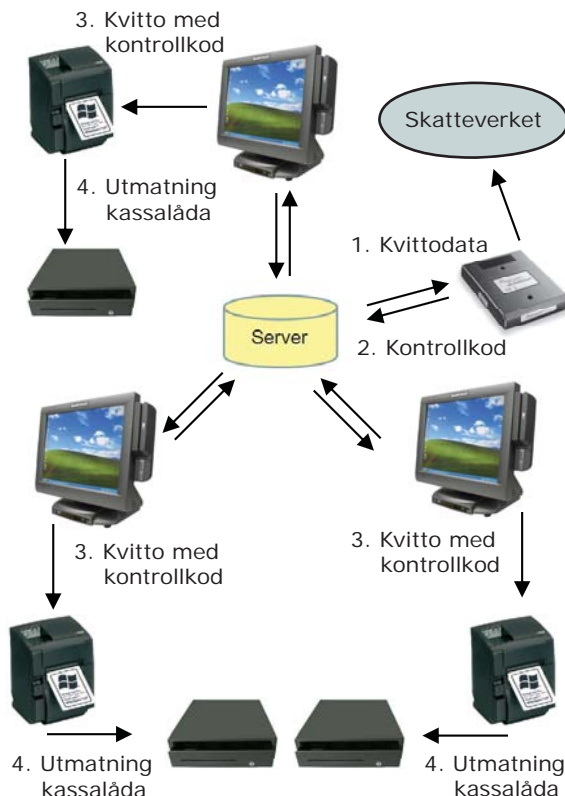 3. Kvitto med
kontrollkod
Skatteverket
4. Utmatning
kassalåda
1. Kvittodata
Server
2. Kontrollkod
3. Kvitto med
kontrollkod
3. Kvitto med
kontrollkod
4. Utmatning
kassalåda
4. Utmatning
kassalåda